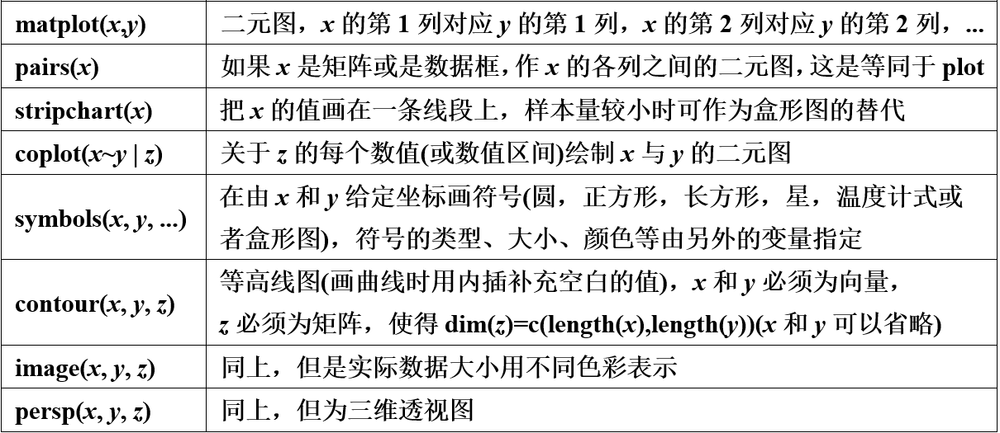 matplot(x,y) 二元图，x 的第 1 列对应 y 的第 1 列，x 的第 2 列对应 y 的第 2 列，...
pairs(x) 如果 x 是矩阵或是数据框，作 x 的各列之间的二元图，这是等同于 plot
stripchart(x) 把 x 的值画在一条线段上，样本量较小时可作为盒形图的替代
coplot(x~y | z) 关于 z 的每个数值(或数值区间)绘制 x 与 y 的二元图
symbols(x, y, ...) 在由 x 和 y 给定坐标画符号(圆，正方形，长方形，星，温度计式或
者盒形图)，符号的类型、大小、颜色等由另外的变量指定
contour(x, y, z) 等高线图(画曲线时用内插补充空白的值)，x 和 y 必须为向量，
z 必须为矩阵，使得 dim(z)=c(length(x),length(y))(x 和 y 可以省略)
image(x, y, z) 同上，但是实际数据大小用不同色彩表示
persp(x, y, z) 同上，但为三维透视图